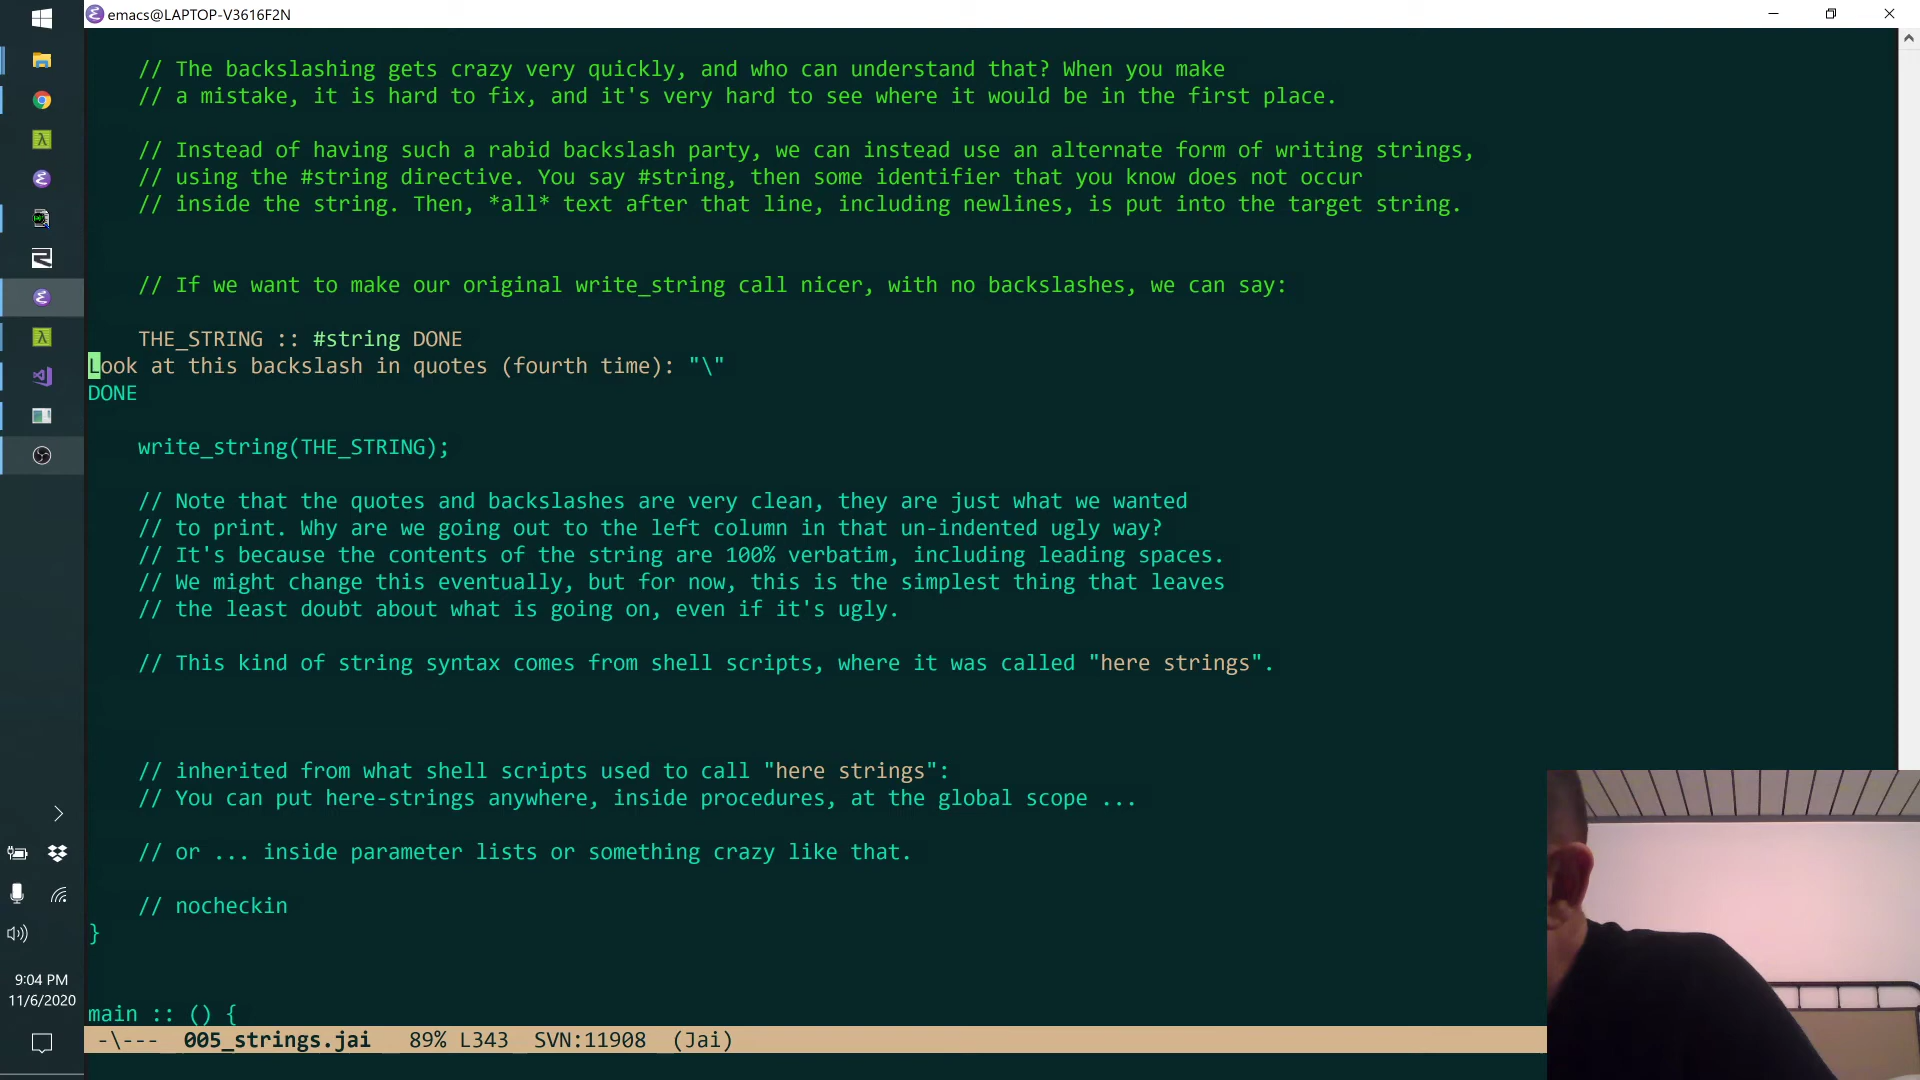 emacs@LAPTOP-V3616F2N
// The backslashing gets crazy very quickly, and who can understand that? When you make
// a mistake, it is hard to fix, and it's very hard to see where it would be in the first place.
// Instead of having such a rabid backslash party, we can instead use an alternate form of writing strings,
// using the #string directive. You say #string, then some identifier that you know does not occur
// inside the string. Then, *all* text after that line, including newlines, is put into the target string.
// If we want to make our original write_string call nicer, with no backslashes, we can say:
THE_STRING :: #string DONE
Look at this backslash in quotes (fourth time): "\"
DONE
write_string(THE_STRING);
// Note that the quotes and backslashes are very clean, they are just what we wanted
// to print. Why are we going out to the left column in that un-indented ugly way?
// It's because the contents of the string are 100% verbatim, including leading spaces.
// We might change this eventually, but for now, this is the simplest thing that leaves
// the least doubt about what is going on, even if it's ugly.
// This kind of string syntax comes from shell scripts, where it was called "here strings".
// inherited from what shell scripts used to call "here strings":
// You can put here-strings anywhere, inside procedures, at the global scope ...
// or ... inside parameter lists or something crazy like that.
// nocheckin
}
main :: () {
-\--- 005_strings.jai 89% L343 SVN:11908 (Jai)
9:04 PM
11/6/2020